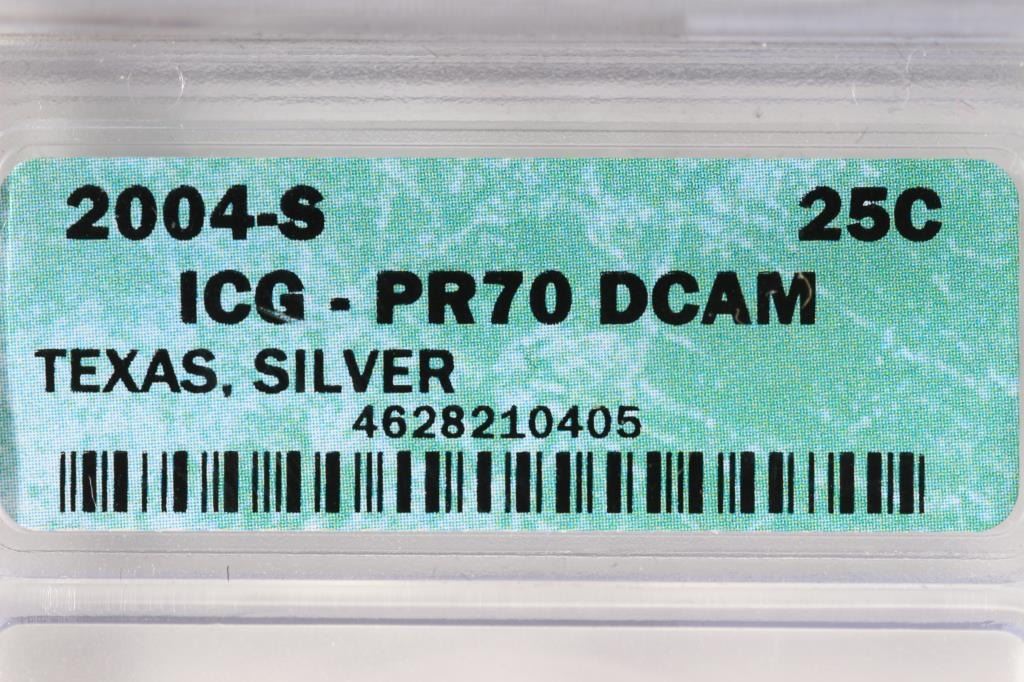 2004-S 25C
ICG - PR70 DCAM
TEXAS, SILVER
4628210405